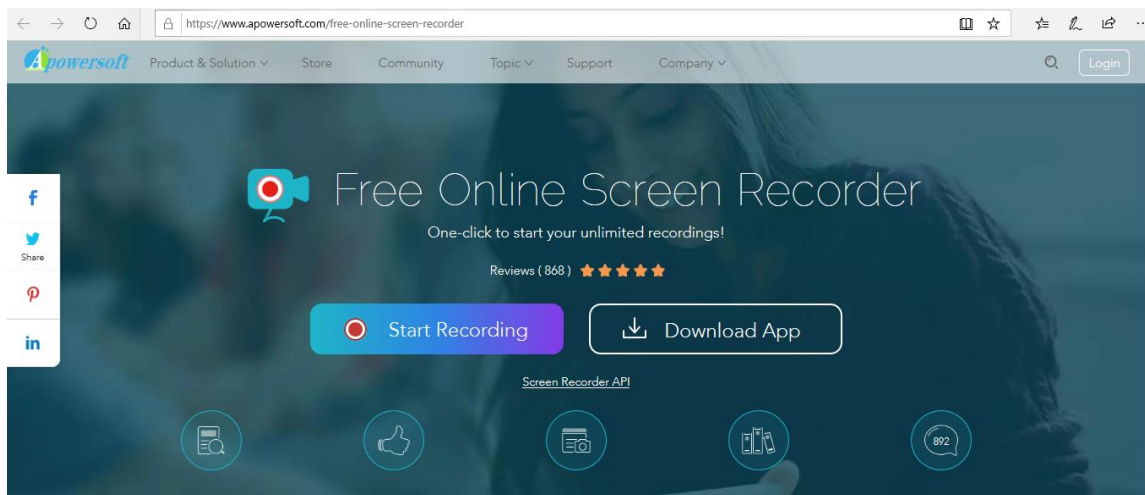 https://www.apowersoft.com/free-online-screen-recorder
Apowersoft Product & Solution Store Community Topic Support Company Login
Free Online Screen Recorder
One-click to start your unlimited recordings!
Reviews ( 868 )
Share
Start Recording Download App
in
Screen Recorder API
892